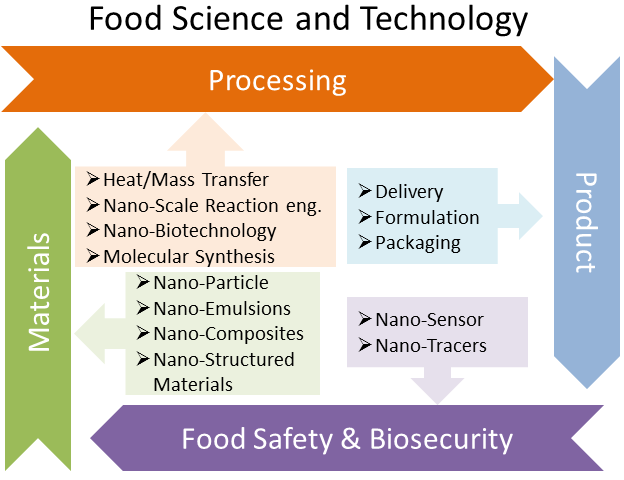 Food Science and Technology
Processing
Heat/Mass Transfer
Nano-Scale Reaction eng.
Nano-Biotechnology
Molecular Synthesis
Delivery
Formulation
Packaging
Product
Materials
Nano-Particle
Nano-Emulsions
Nano-Composites
Nano-Structured
Materials
Nano-Sensor
Nano-Tracers
Food Safety & Biosecurity